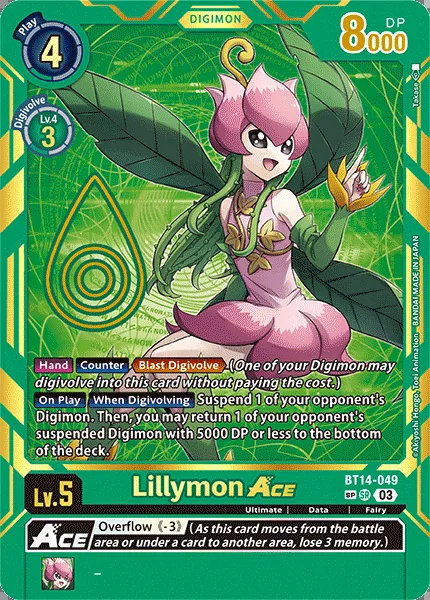 DIGIMON
Play
4
DP
8000
Takase
Digivolve
Lv.4
3
Hand Counter Blast Digivolve (One of your Digimon may
digivolve into this card without paying the cost.)
On Play When Digivolving Suspend 1 of your opponent's
Digimon. Then, you may return 1 of your opponent's
suspended Digimon with 5000 DP or less to the bottom
of the deck.
©Akiyoshi Hongo, Toei Animation BANDAI MADE IN JAPAN
BT14-049
Lv.5
Lillymon ACE
SP SR 03
Ultimate | Data | Fairy
ACE Overflow《-3》(As this card moves from the battle
area or under a card to another area, lose 3 memory.)
–